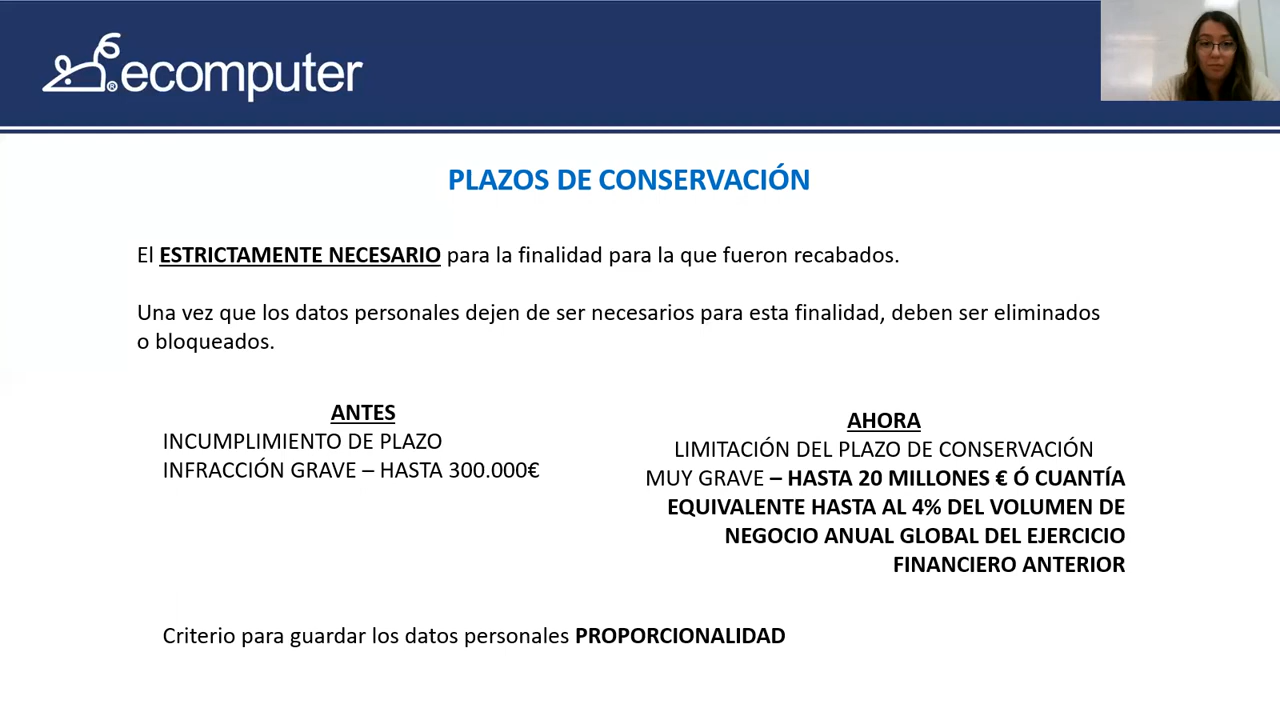 ecomputer
PLAZOS DE CONSERVACIÓN
El ESTRICTAMENTE NECESARIO para la finalidad para la que fueron recabados.
Una vez que los datos personales dejen de ser necesarios para esta finalidad, deben ser eliminados
o bloqueados.
ANTES
INCUMPLIMIENTO DE PLAZO
INFRACCIÓN GRAVE – HASTA 300.000€
AHORA
LIMITACIÓN DEL PLAZO DE CONSERVACIÓN
MUY GRAVE – HASTA 20 MILLONES € Ó CUANTÍA
EQUIVALENTE HASTA AL 4% DEL VOLUMEN DE
NEGOCIO ANUAL GLOBAL DEL EJERCICIO
FINANCIERO ANTERIOR
Criterio para guardar los datos personales PROPORCIONALIDAD